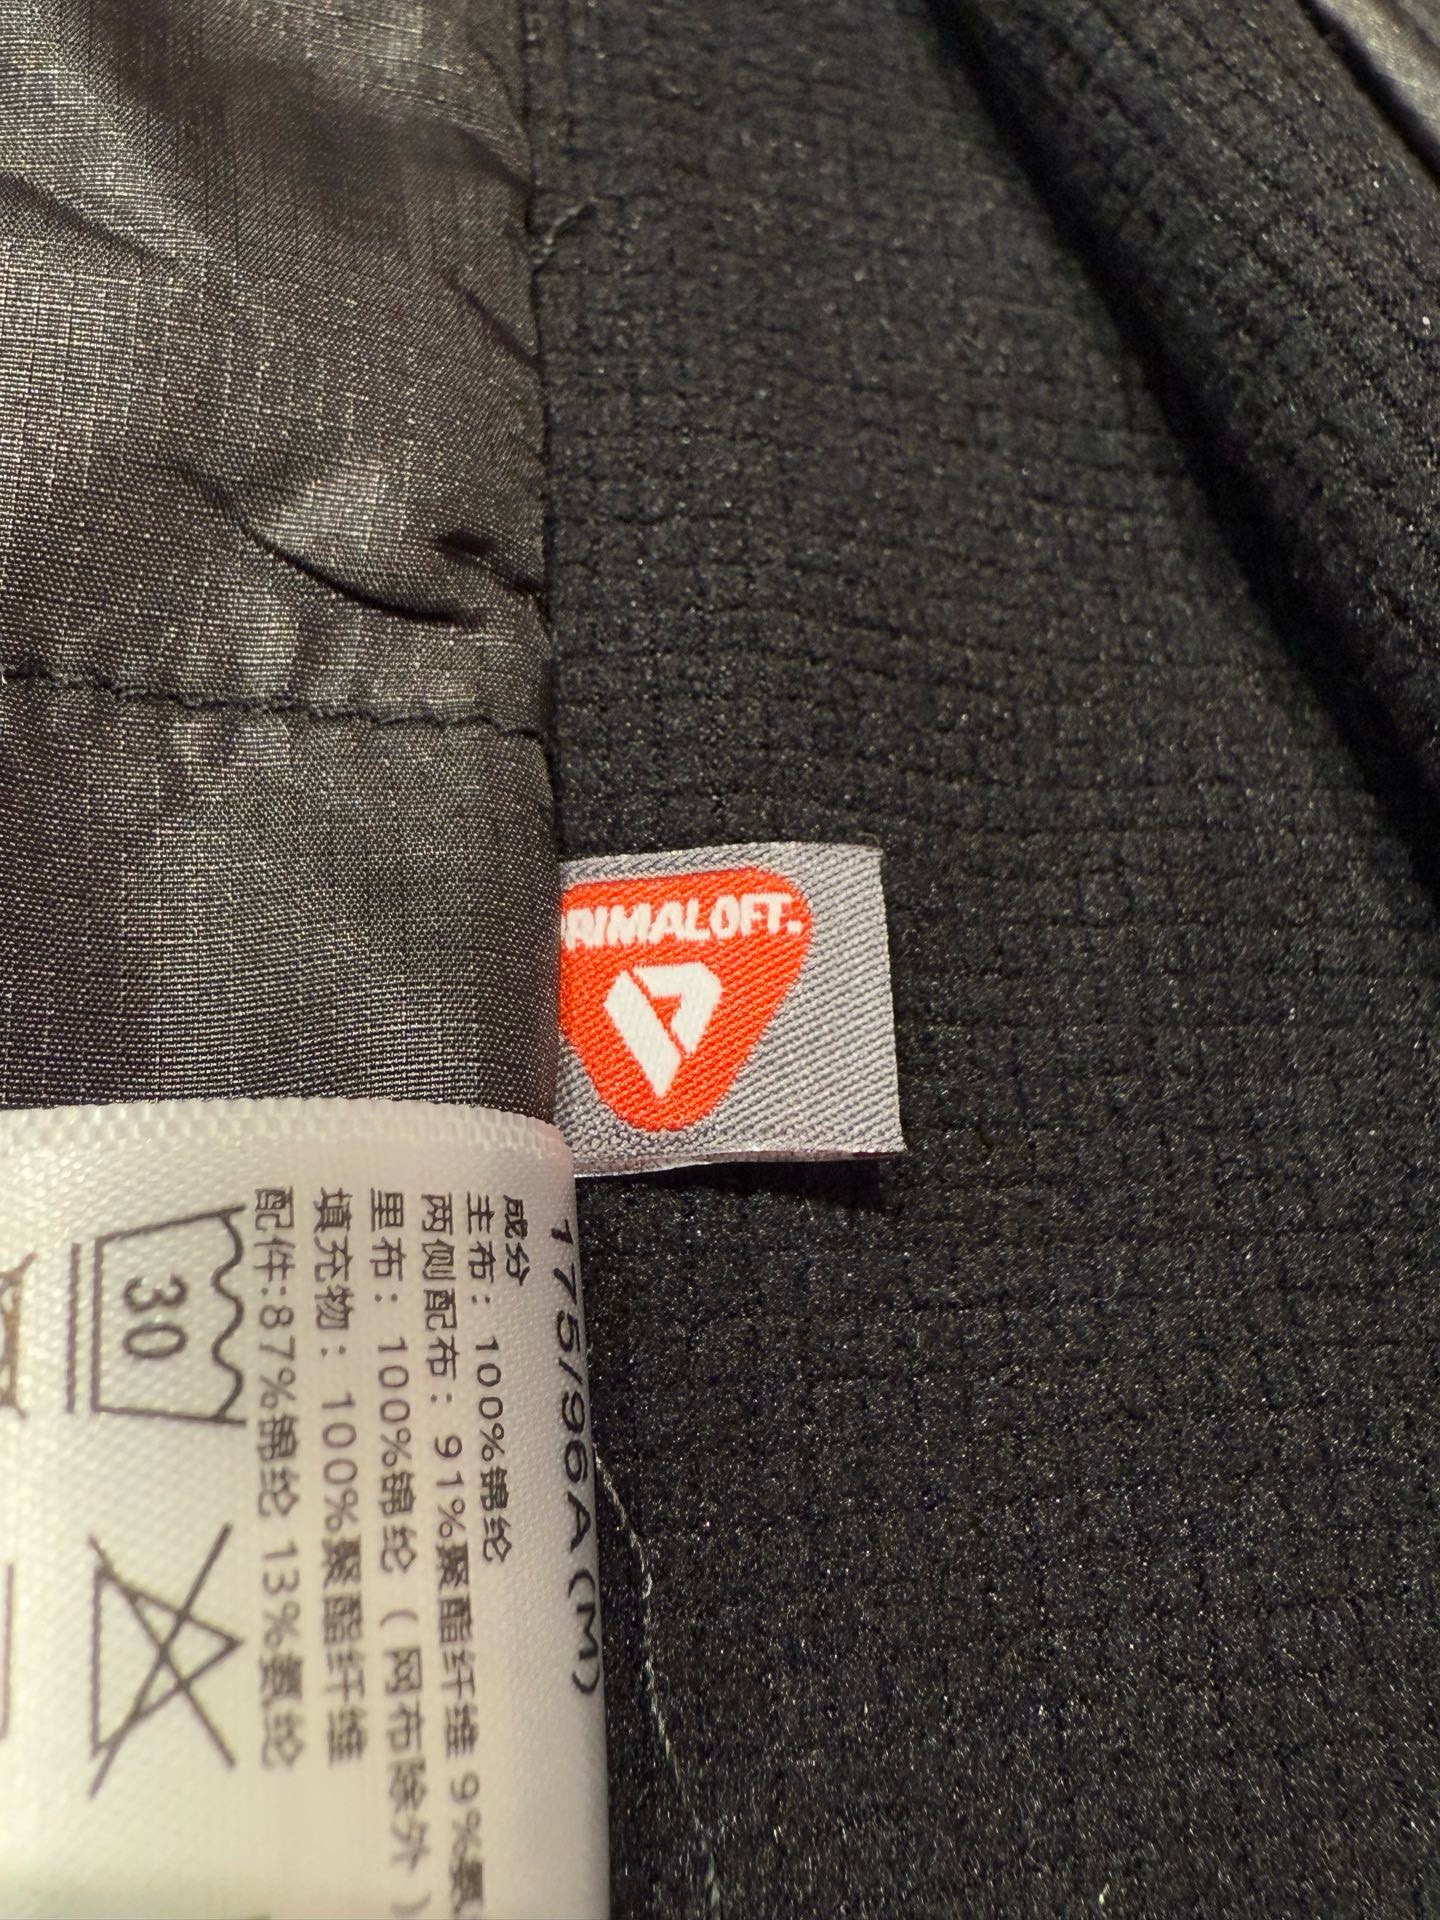 PRIMALOFT.
175/96A(M)
成分
主布：100%锦纶
两侧配布：91%聚酯纤维 9%氨
里布：100%锦纶（网布除外）
填充物：100%聚酯纤维
配件:87%锦纶 13%氨纶
30